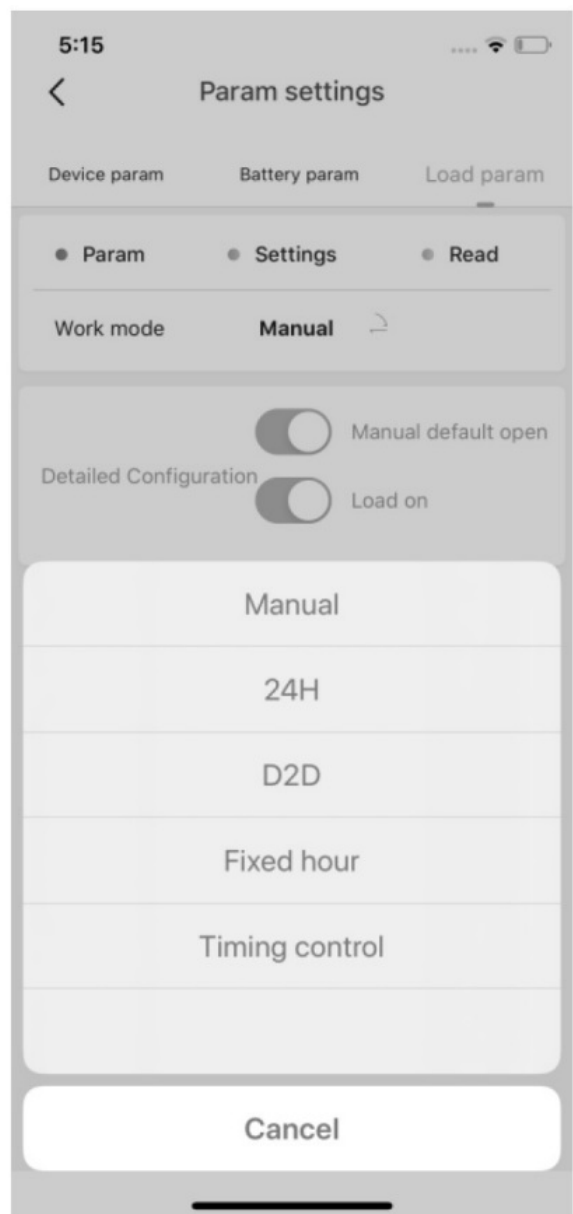 5:15
Param settings
Device param Battery param Load param
Param Settings Read
Work mode Manual
Manual default open
Detailed Configuration
Load on
Manual
24H
D2D
Fixed hour
Timing control
Cancel